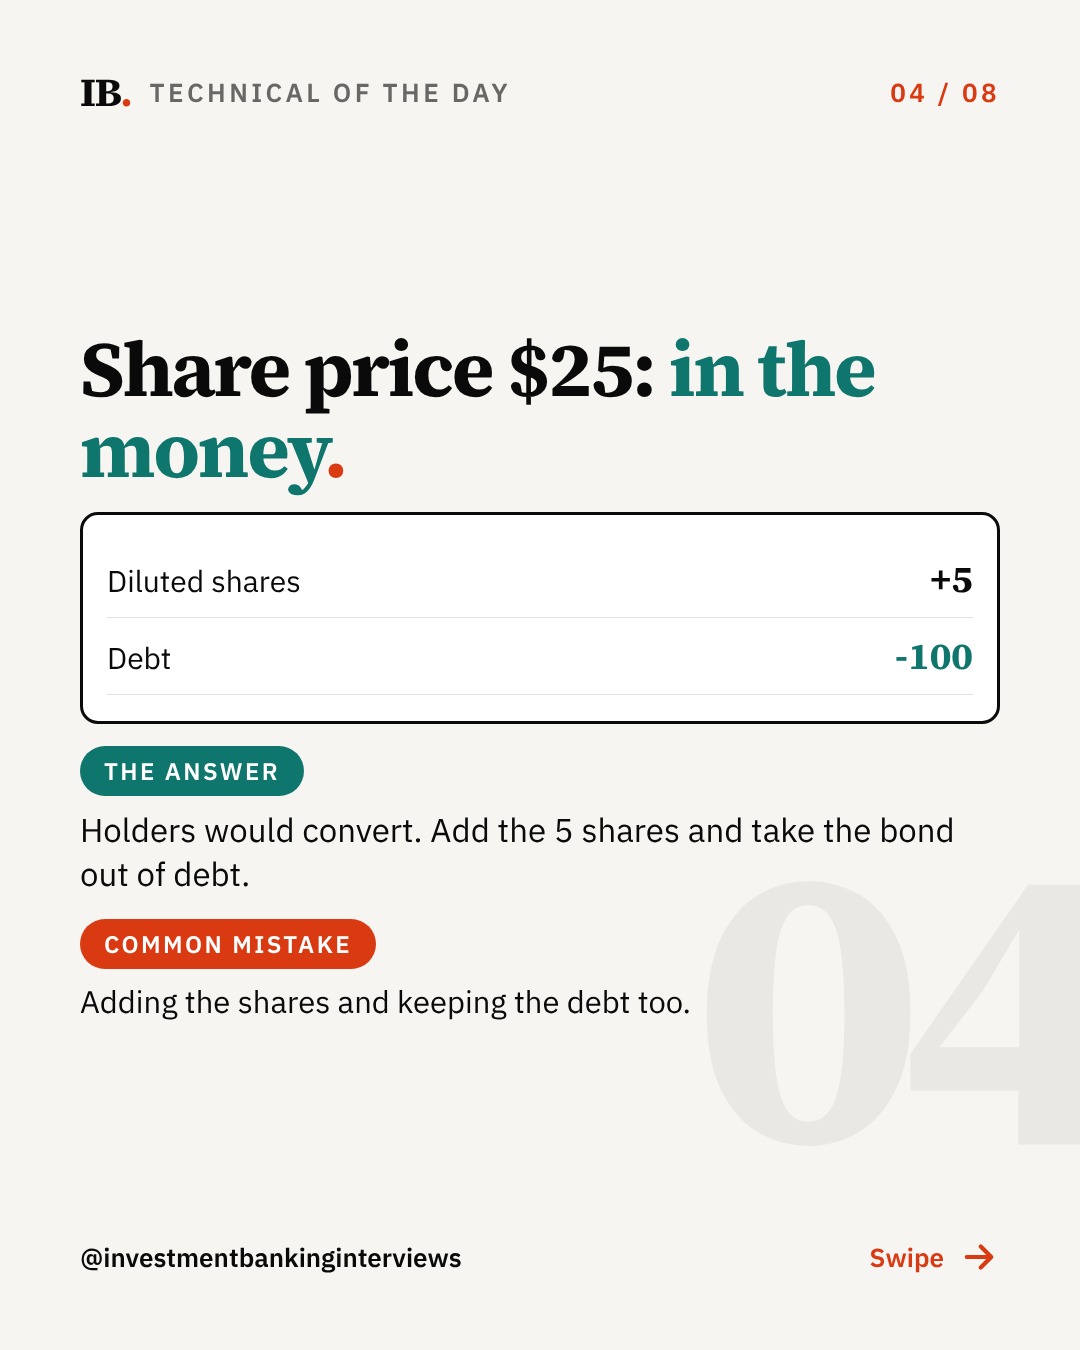 IB. TECHNICAL OF THE DAY
04 / 08
Share price $25: in the
money.
Diluted shares +5
Debt -100
THE ANSWER
Holders would convert. Add the 5 shares and take the bond
out of debt.
COMMON MISTAKE
Adding the shares and keeping the debt too.
04
@investmentbankinginterviews
Swipe →